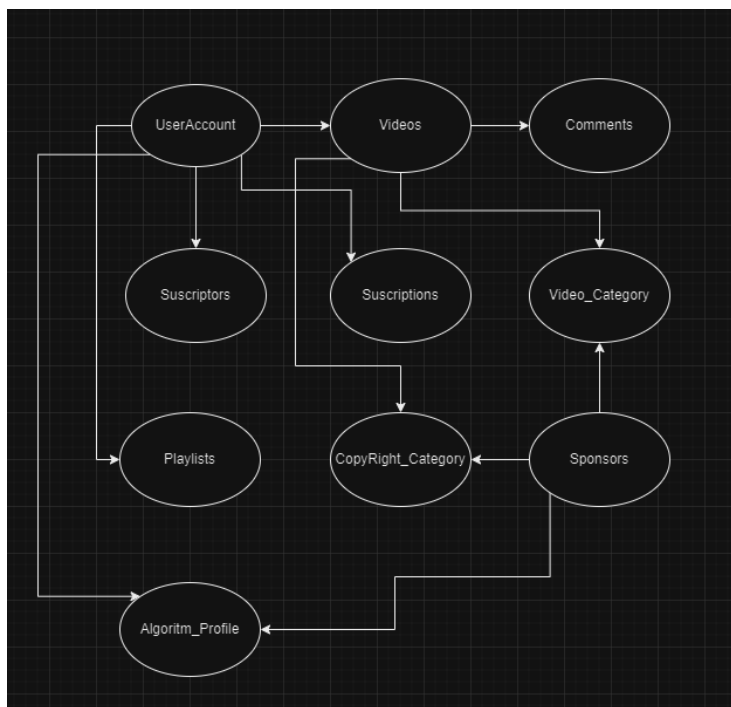 UserAccount
Videos
Comments
Suscriptors
Suscriptions
Video_Category
Playlists
CopyRight_Category
Sponsors
Algoritm_Profile